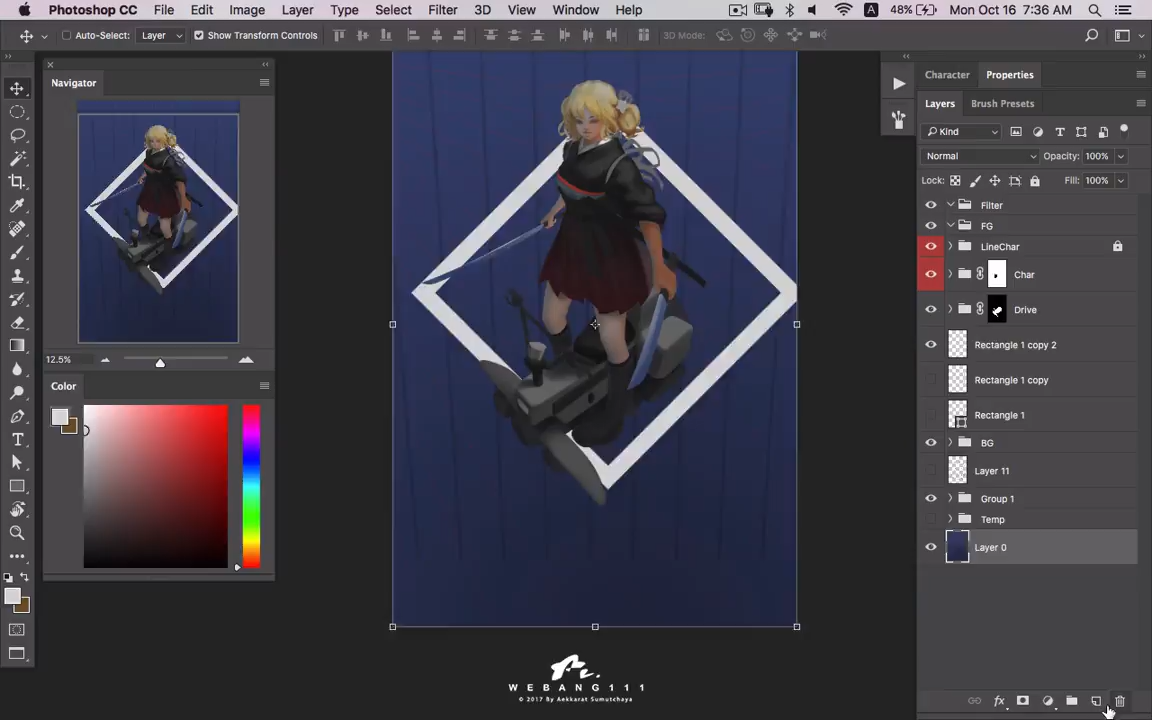 Photoshop CC File Edit Image Layer Type Select Filter 3D View Window Help A 48% Mon Oct 16 7:36 AM
Auto-Select: Layer Show Transform Controls 3D Mode:
Navigator
12.5%
Color
T
Character Properties
Layers Brush Presets
Kind T
Normal Opacity: 100%
Lock: Fill: 100%
Filter
FG
LineChar
Char
Drive
Rectangle 1 copy 2
Rectangle 1 copy
Rectangle 1
BG
Layer 11
Group 1
Temp
Layer 0
fx
WEBANG111
© 2017 By Aekkarat Sumutchaya